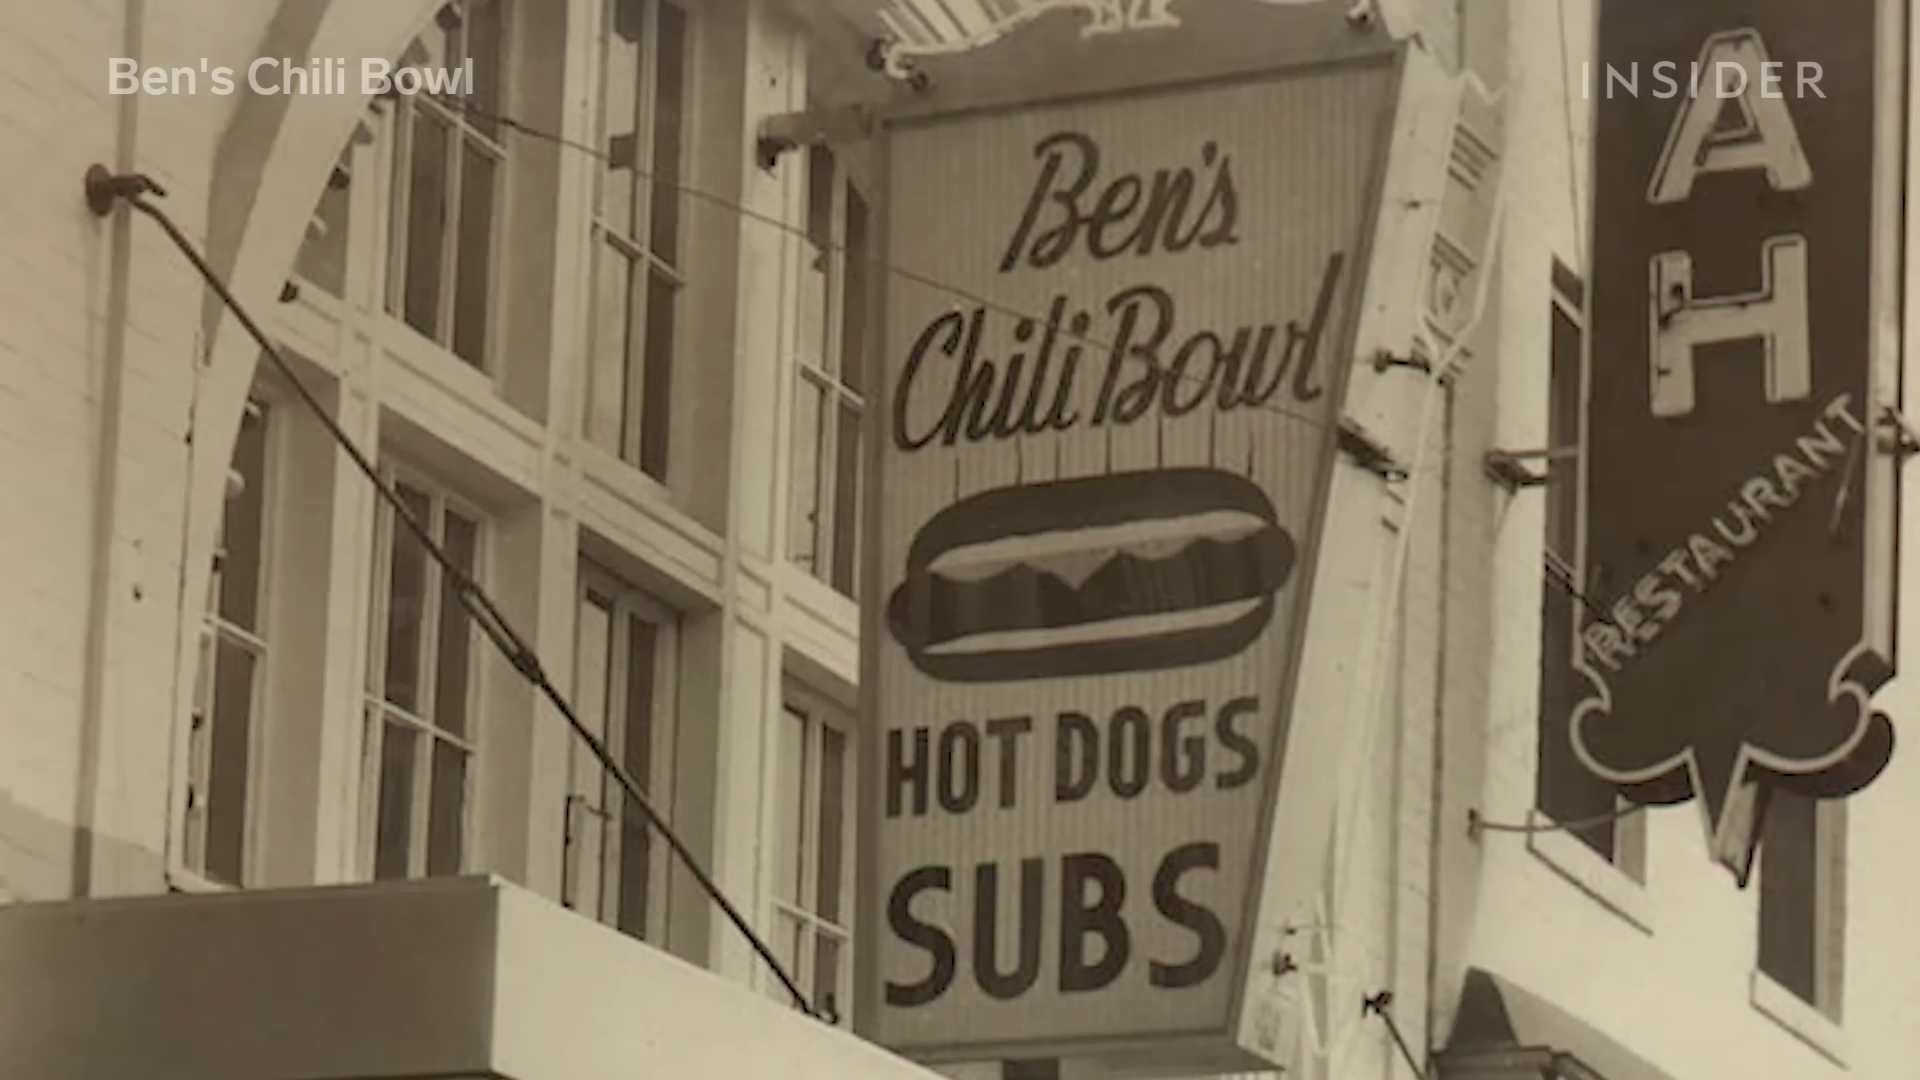 Ben's Chili Bowl
INSIDER
Ben's
Chili Bowl
HOT DOGS
SUBS
A
H
RESTAURANT